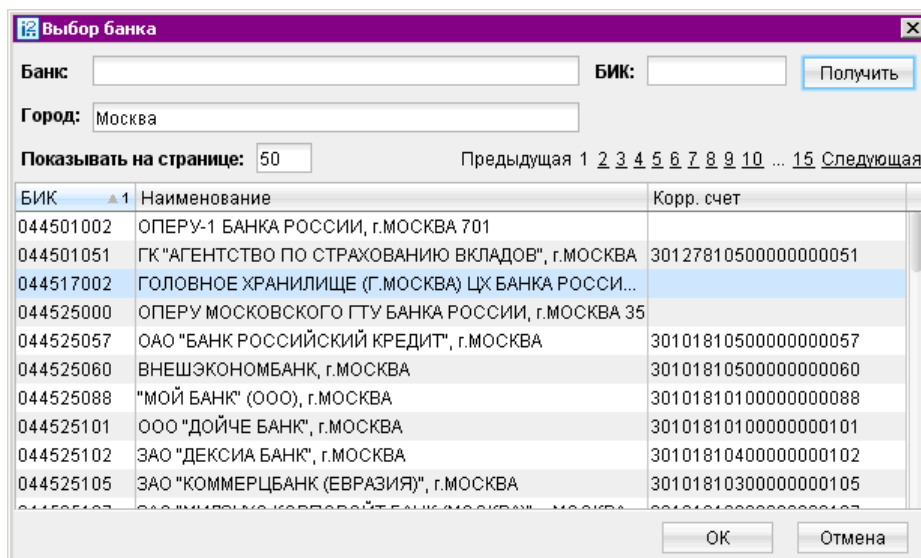 Выбор банка
Банк: БИК: Получить
Город: Москва
Показывать на странице: 50 Предыдущая 1 2 3 4 5 6 7 8 9 10 ... 15 Следующая
БИК 1 Наименование Корр. счет
044501002 ОПЕРУ-1 БАНКА РОССИИ, г.МОСКВА 701
044501051 ГК "АГЕНТСТВО ПО СТРАХОВАНИЮ ВКЛАДОВ", г.МОСКВА 30127810500000000051
044517002 ГОЛОВНОЕ ХРАНИЛИЩЕ (Г.МОСКВА) ЦХ БАНКА РОССИ...
044525000 ОПЕРУ МОСКОВСКОГО ГТУ БАНКА РОССИИ, г.МОСКВА 35
044525057 ОАО "БАНК РОССИЙСКИЙ КРЕДИТ", г.МОСКВА 30101810500000000057
044525060 ВНЕШЭКОНОМБАНК, г.МОСКВА 30101810500000000060
044525088 "МОЙ БАНК" (ООО), г.МОСКВА 30101810100000000088
044525101 ООО "ДОЙЧЕ БАНК", г.МОСКВА 30101810100000000101
044525102 ЗАО "ДЕКСИА БАНК", г.МОСКВА 30101810400000000102
044525105 ЗАО "КОММЕРЦБАНК (ЕВРАЗИЯ)", г.МОСКВА 30101810300000000105
ОК Отмена